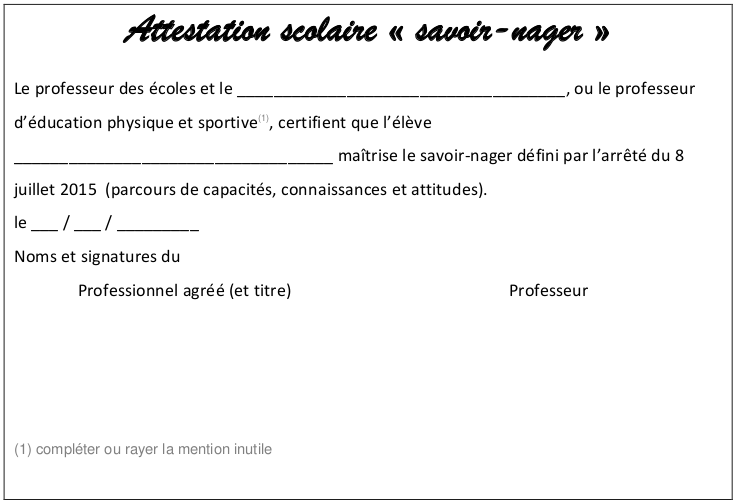 Attestation scolaire « savoir-nager »
Le professeur des écoles et le ____________________________________, ou le professeur
d’éducation physique et sportive(1), certifient que l’élève
___________________________________ maîtrise le savoir-nager défini par l’arrêté du 8
juillet 2015 (parcours de capacités, connaissances et attitudes).
le ___ / ___ / _________
Noms et signatures du
Professionnel agréé (et titre) Professeur
(1) compléter ou rayer la mention inutile